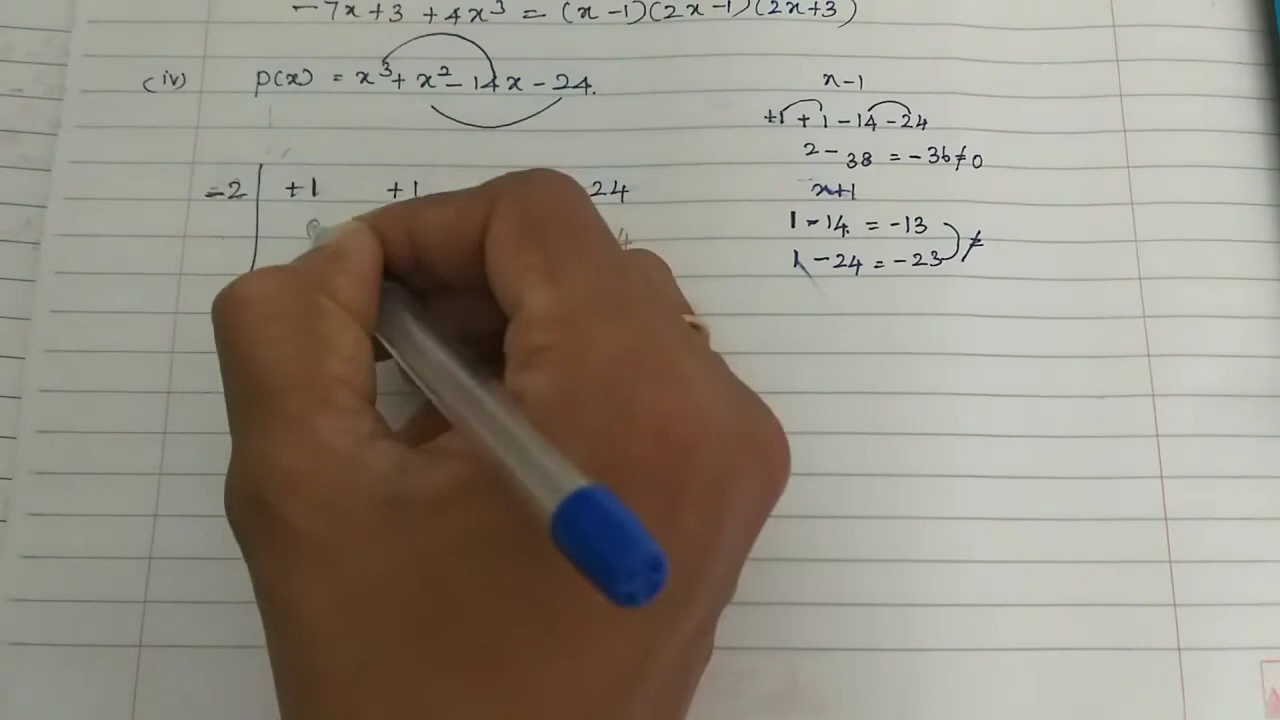 -7x+3 +4x³ = (x-1)(2x-1)(2x+3)
(iv) p(x) = x³+ x²- 14x - 24.
x-1
+1 +1 -14 -24
2 - 38 = -36≠0
x+1
1 - 14 = -13
1 - 24 = -23 ≠
-2 +1 +1 24